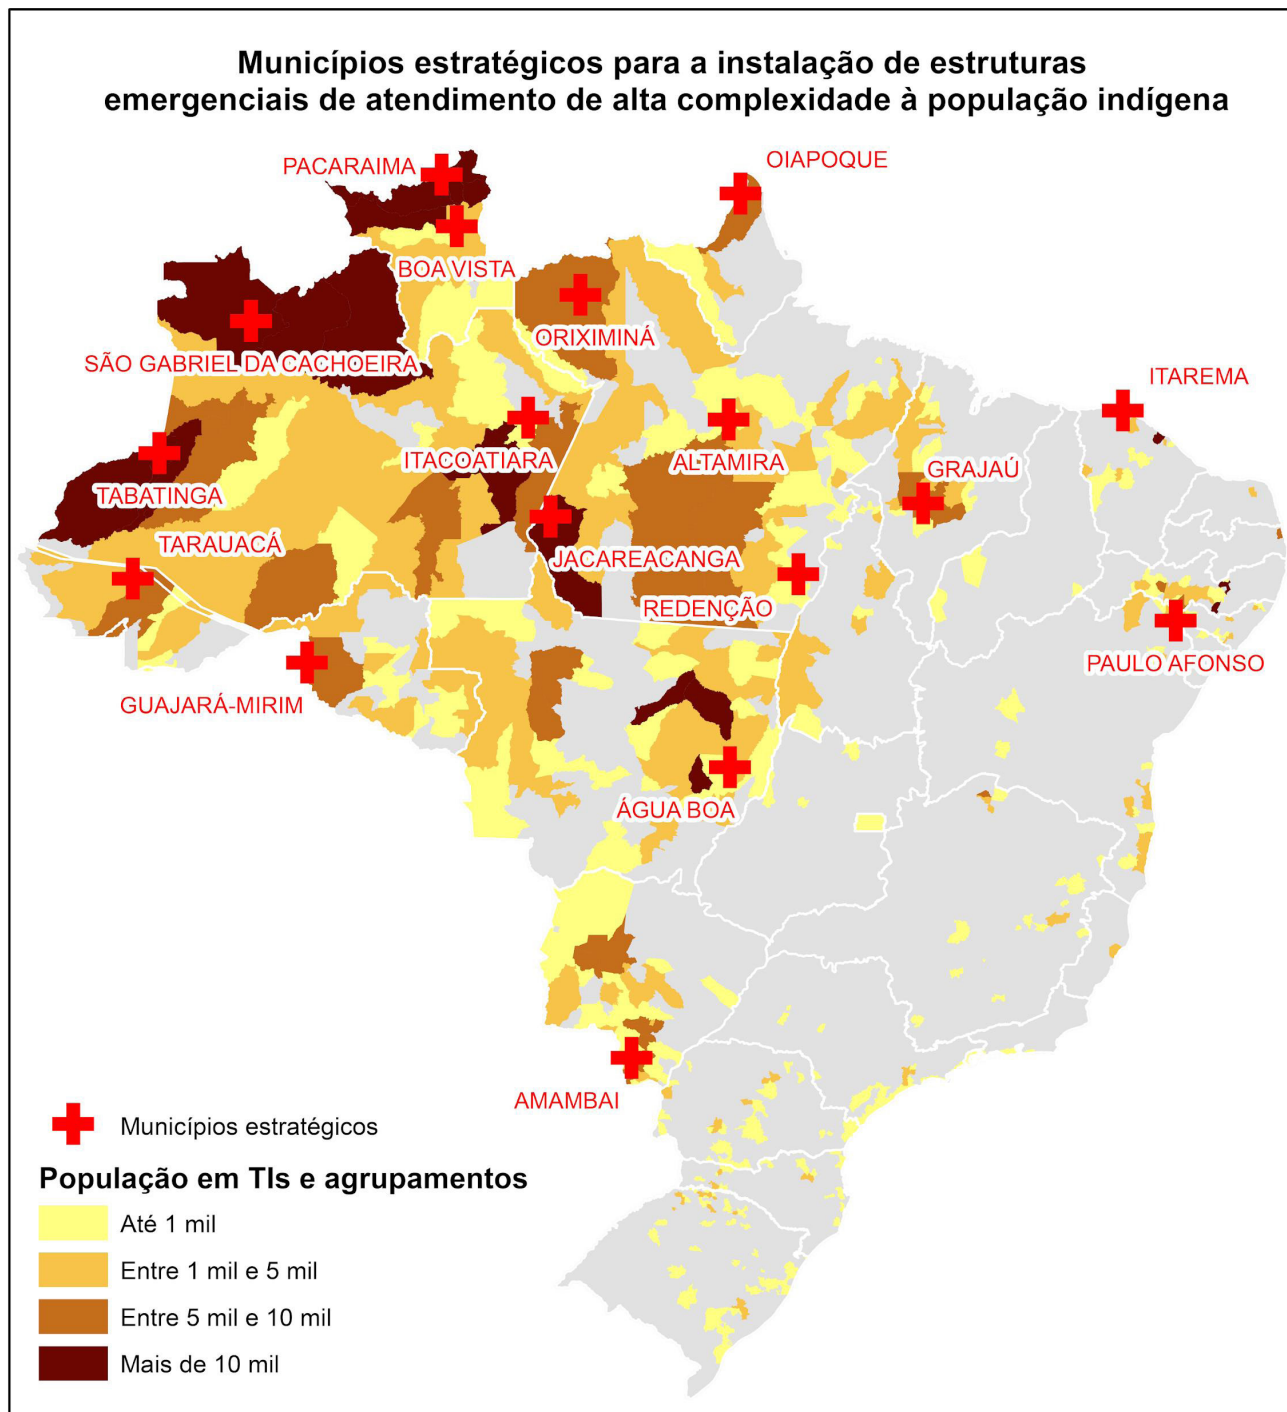 Municípios estratégicos para a instalação de estruturas
emergenciais de atendimento de alta complexidade à população indígena
PACARAIMA
OIAPOQUE
BOA VISTA
ORIXIMINÁ
SÃO GABRIEL DA CACHOEIRA
ITAREMA
ITACOATIARA
ALTAMIRA
GRAJAÚ
TABATINGA
TARAUACÁ
JACAREACANGA
REDENÇÃO
PAULO AFONSO
GUAJARÁ-MIRIM
ÁGUA BOA
AMAMBAI
Municípios estratégicos
População em TIs e agrupamentos
Até 1 mil
Entre 1 mil e 5 mil
Entre 5 mil e 10 mil
Mais de 10 mil